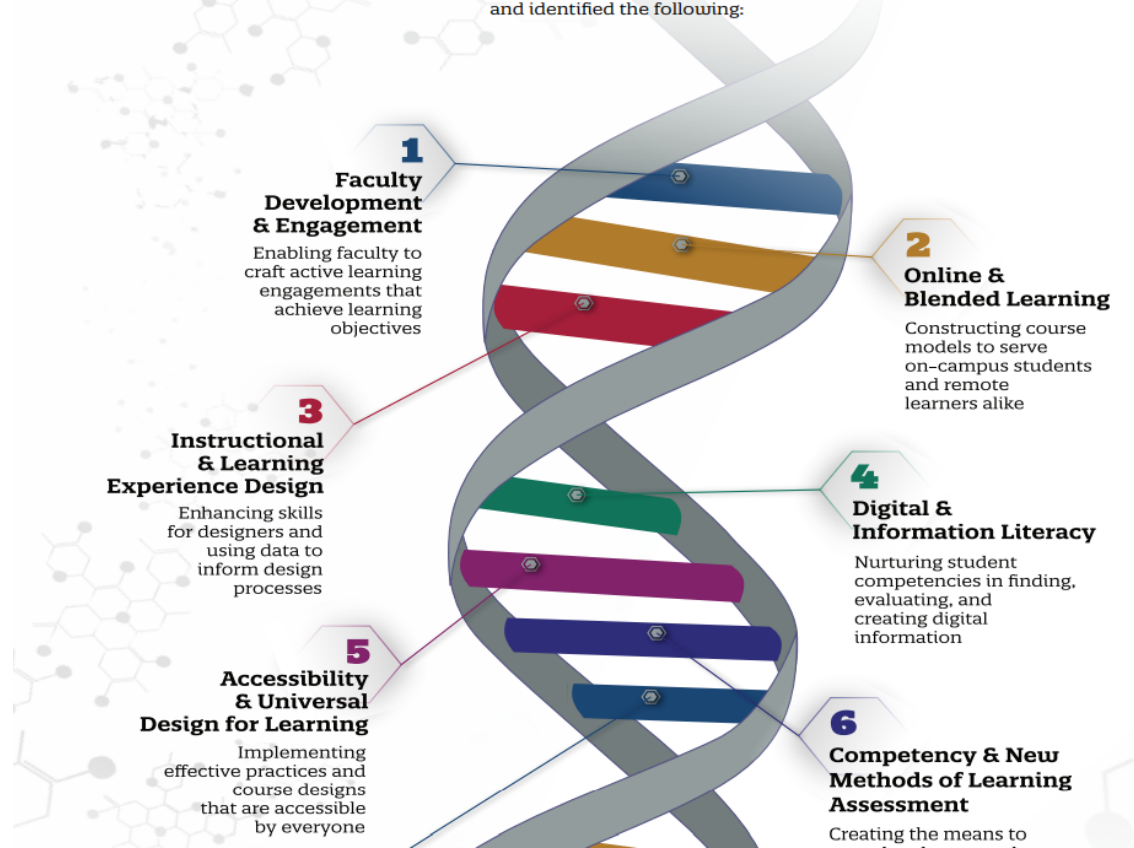 and identified the following:
1
Faculty
Development
& Engagement
Enabling faculty to
craft active learning
engagements that
achieve learning
objectives
2
Online &
Blended Learning
Constructing course
models to serve
on-campus students
and remote
learners alike
3
Instructional
& Learning
Experience Design
Enhancing skills
for designers and
using data to
inform design
processes
4
Digital &
Information Literacy
Nurturing student
competencies in finding,
evaluating, and
creating digital
information
5
Accessibility
& Universal
Design for Learning
Implementing
effective practices and
course designs
that are accessible
by everyone
6
Competency & New
Methods of Learning
Assessment
Creating the means to